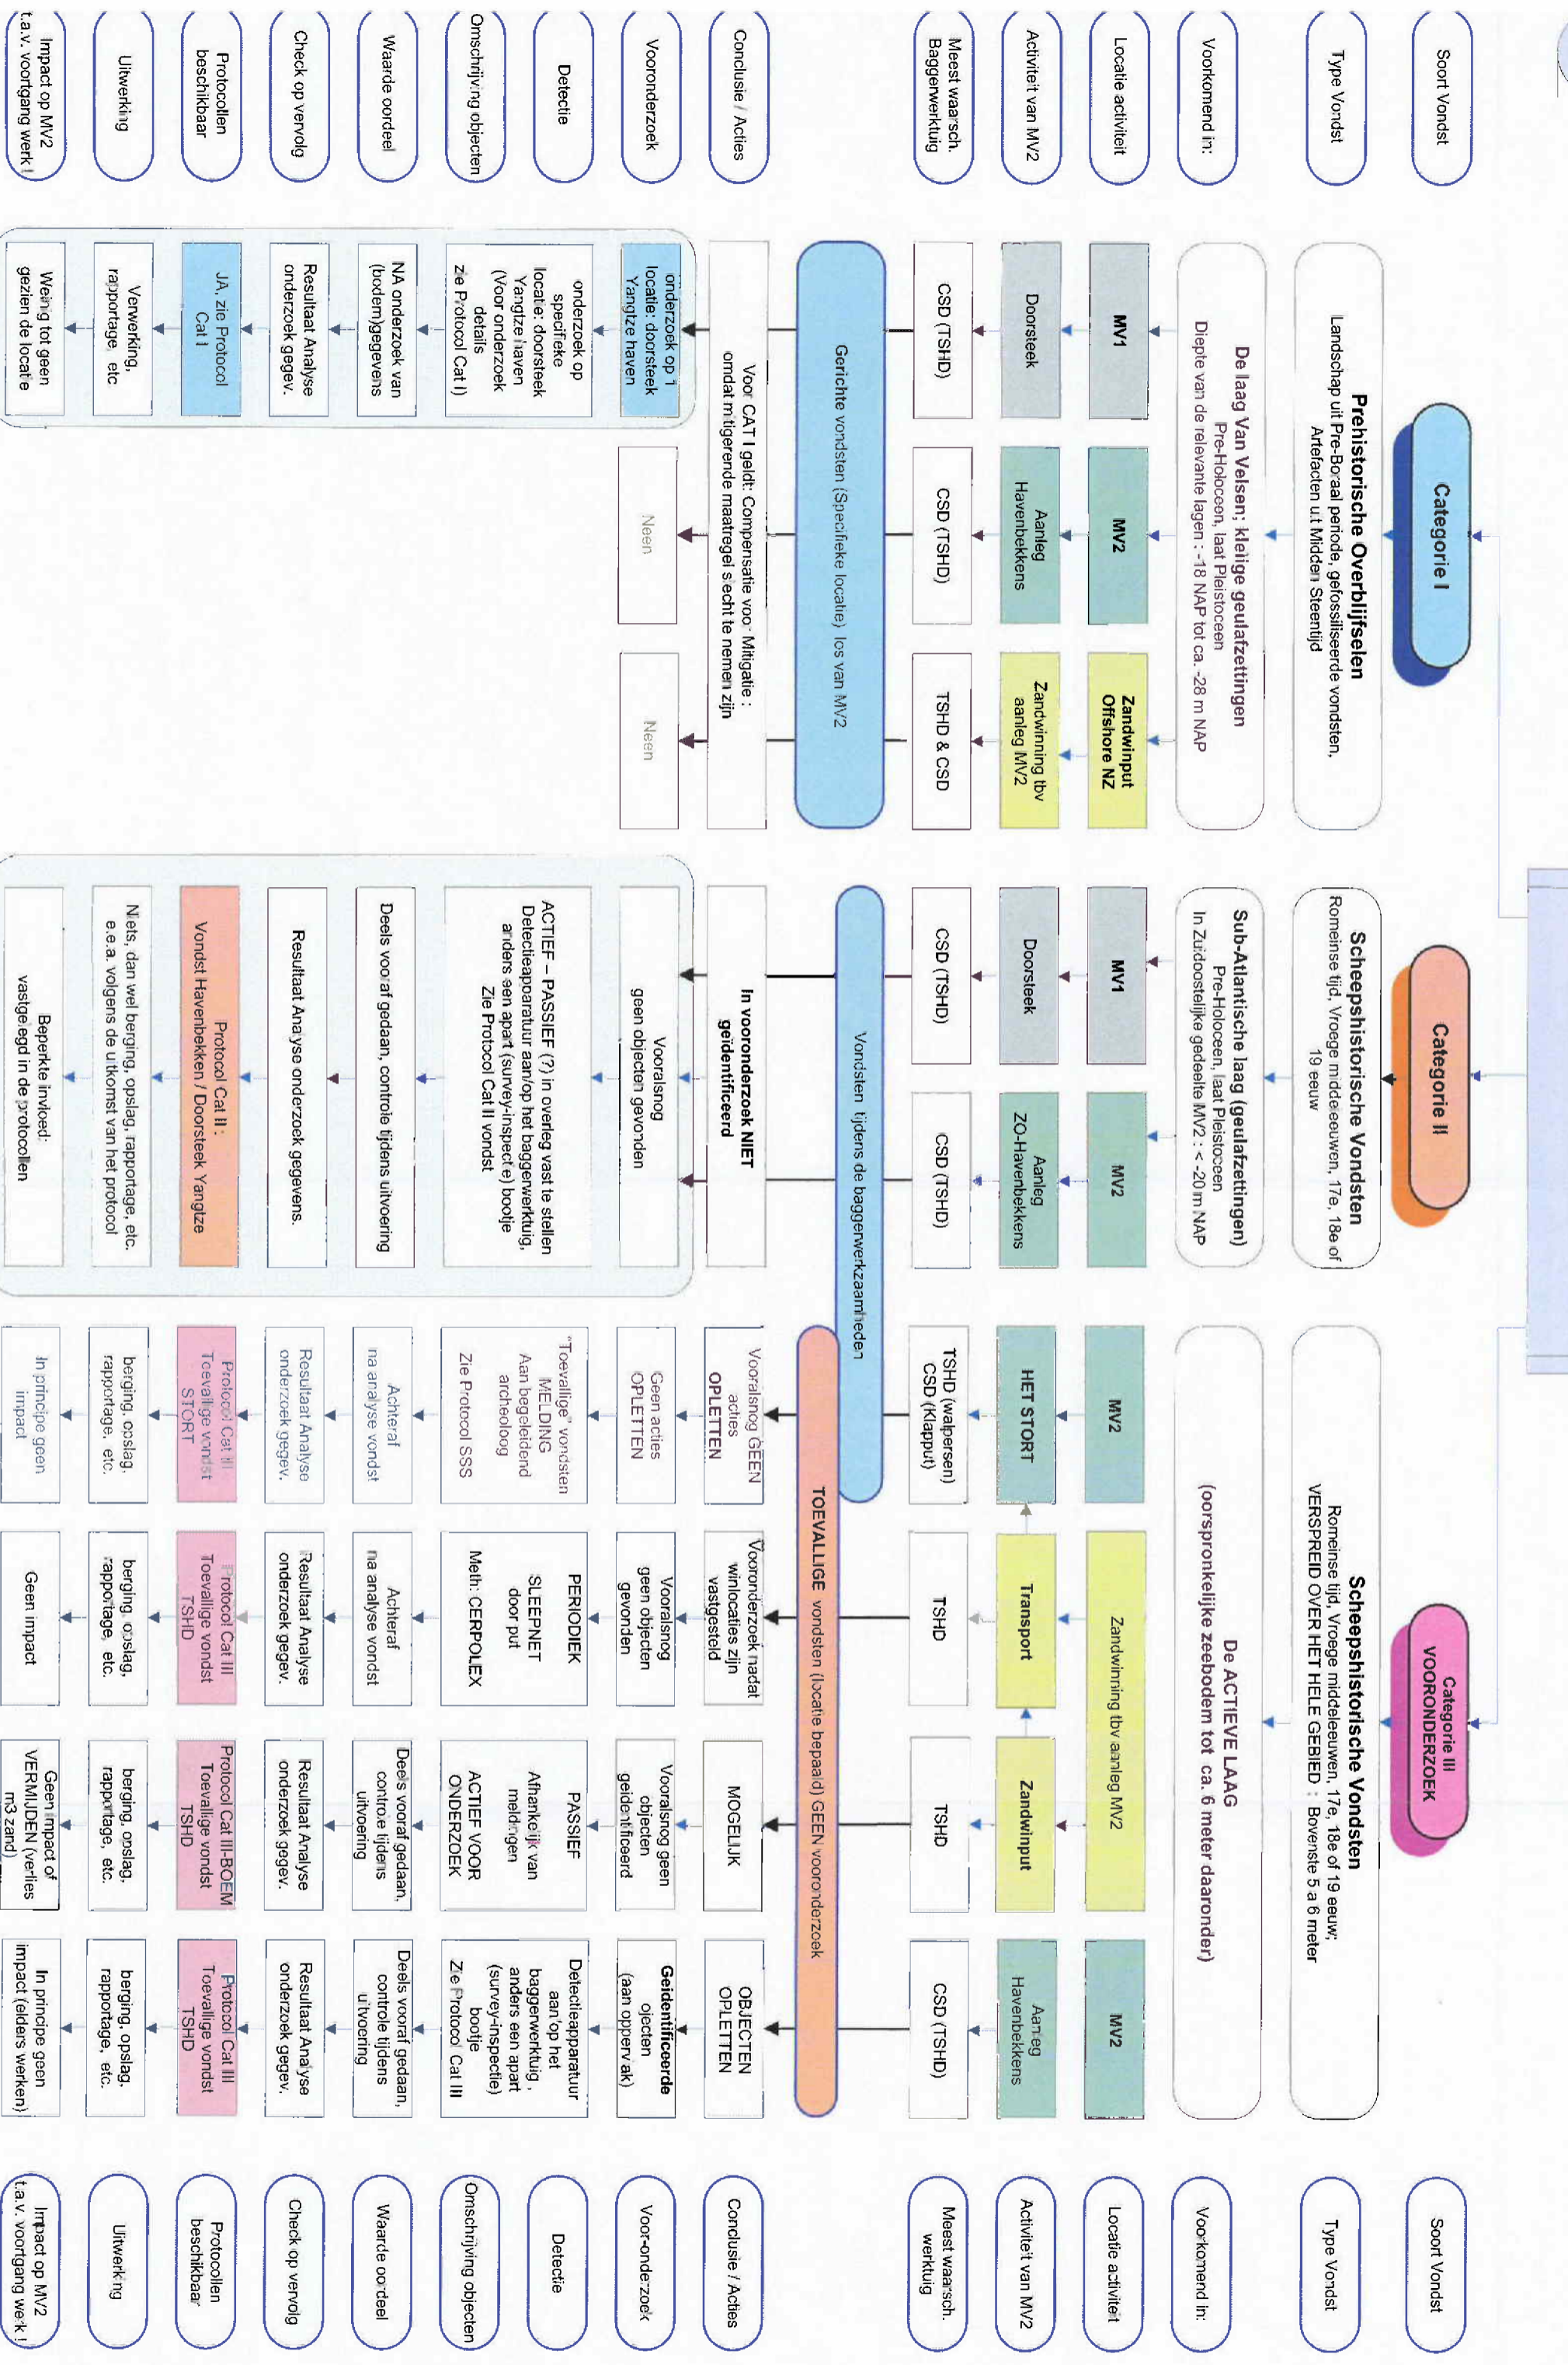 Soort Vondst
Categorie I
Categorie II
Categorie III
VOORONDERZOEK
Soort Vondst
Type Vondst
Prehistorische Overblijfselen
Landschap uit Pre-Boraal periode, gefossiliseerde vondsten,
Artefacten uit Midden Steentijd
Scheepshistorische Vondsten
Romeinse tijd, Vroege middeleeuwen, 17e, 18e of
19 eeuw
Scheepshistorische Vondsten
Romeinse tijd, Vroege middeleeuwen, 17e, 18e of 19 eeuw;
VERSPREID OVER HET HELE GEBIED : Bovenste 5 a 6 meter
Type Vondst
Voorkomend in:
De laag Van Velsen; kleiige geulafzettingen
Pre-Holoceen, laat Pleistoceen
Diepte van de relevante lagen : -18 NAP tot ca. -28 m NAP
Sub-Atlantische laag (geulafzettingen)
Pre-Holoceen, laat Pleistoceen
In Zuidoostelijke gedeelte MV2 : < -20 m NAP
De ACTIEVE LAAG
(oorspronkelijke zeebodem tot ca. 6 meter daaronder)
Voorkomend in:
Locatie activiteit
MV1
MV2
Zandwinput
Offshore NZ
MV1
MV2
MV2
Zandwinning tbv aanleg MV2
MV2
Locatie activiteit
Activiteit van MV2
Doorsteek
Aanleg
Havenbekkens
Zandwinning tbv
aanleg MV2
Doorsteek
Aanleg
ZO-Havenbekkens
HET STORT
Transport
Zandwinput
Aanleg
Havenbekkens
Activiteit van MV2
Meest waarsch.
Baggerwerktuig
CSD (TSHD)
CSD (TSHD)
TSHD & CSD
CSD (TSHD)
CSD (TSHD)
TSHD (walpersen)
CSD (Klapput)
TSHD
TSHD
CSD (TSHD)
Meest waarsch.
werktuig
Gerichte vondsten (Specifieke locatie) los van MV2
Vondsten tijdens de baggerwerkzaamheden
TOEVALLIGE vondsten (locatie bepaald) GEEN vooronderzoek
Conclusie / Acties
Voor CAT I geldt: Compensatie voor Mitigatie :
omdat mitigerende maatregel slecht te nemen zijn
In vooronderzoek NIET
geïdentificeerd
Vooralsnog GEEN
acties
OPLETTEN
Vooronderzoek nadat
winlocaties zijn
vastgesteld
MOGELIJK
OBJECTEN
OPLETTEN
Conclusie / Acties
Vooronderzoek
onderzoek op 1
locatie: doorsteek
Yangtze haven
Neen
Neen
Vooralsnog
geen objecten gevonden
Geen acties
OPLETTEN
Vooralsnog
geen objecten
gevonden
Vooralsnog geen
objecten
geidentificeerd
Geidentificeerde
ojecten
(aan oppervlak)
Voor-onderzoek
Detectie
Omschrijving objecten
onderzoek op
specifieke
locatie: doorsteek
Yangtze haven
(Voor onderzoek
details
zie Protocol Cat I)
ACTIEF – PASSIEF (?) in overleg vast te stellen
Detectieapparatuur aan/op het baggerwerktuig,
anders een apart (survey-inspectie) bootje
Zie Protocol Cat II vondst
"Toevallige" vondsten
MELDING
Aan begeleidend
archeoloog
Zie Protocol SSS
PERIODIEK
SLEEPNET
door put
Meth: CERPOLEX
PASSIEF
Afhankelijk van
meldingen
ACTIEF VOOR
ONDERZOEK
Detectieapparatuur
aan/op het
baggerwerktuig ,
anders een apart
(survey-inspectie)
bootje
Zie Protocol Cat III
Detectie
Omschrijving objecten
Waarde oordeel
NA onderzoek van
(bodem)gegevens
Deels vooraf gedaan, controle tijdens uitvoering
Achteraf
na analyse vondst
Achteraf
na analyse vondst
Deels vooraf gedaan,
controle tijdens
uitvoering
Deels vooraf gedaan,
controle tijdens
uitvoering
Waarde oordeel
Check op vervolg
Resultaat Analyse
onderzoek gegev.
Resultaat Analyse onderzoek gegevens.
Resultaat Analyse
onderzoek gegev.
Resultaat Analyse
onderzoek gegev.
Resultaat Analyse
onderzoek gegev.
Resultaat Analyse
onderzoek gegev.
Check op vervolg
Protocollen
beschikbaar
JA, zie Protocol
Cat I
Protocol Cat II :
Vondst Havenbekken / Doorsteek Yangtze
Protocol Cat III
Toevallige vondst
STORT
Protocol Cat III
Toevallige vondst
TSHD
Protocol Cat III-BOEM
Toevallige vondst
TSHD
Protocol Cat III
Toevallige vondst
TSHD
Protocollen
beschikbaar
Uitwerking
Verwerking,
rapportage, etc
Niets, dan wel berging, opslag, rapportage, etc.
e.e.a. volgens de uitkomst van het protocol
berging, opslag,
rapportage, etc.
berging, opslag,
rapportage, etc.
berging, opslag,
rapportage, etc.
berging, opslag,
rapportage, etc.
Uitwerking
Impact op MV2
t.a.v. voortgang werk !
Weinig tot geen
gezien de locatie
Beperkte invloed:
vastgelegd in de protocollen
In principe geen
impact
Geen impact
Geen impact of
VERMIJDEN (verlies
m3 zand)
In principe geen
impact (elders werken)
Impact op MV2
t.a.v. voortgang werk !